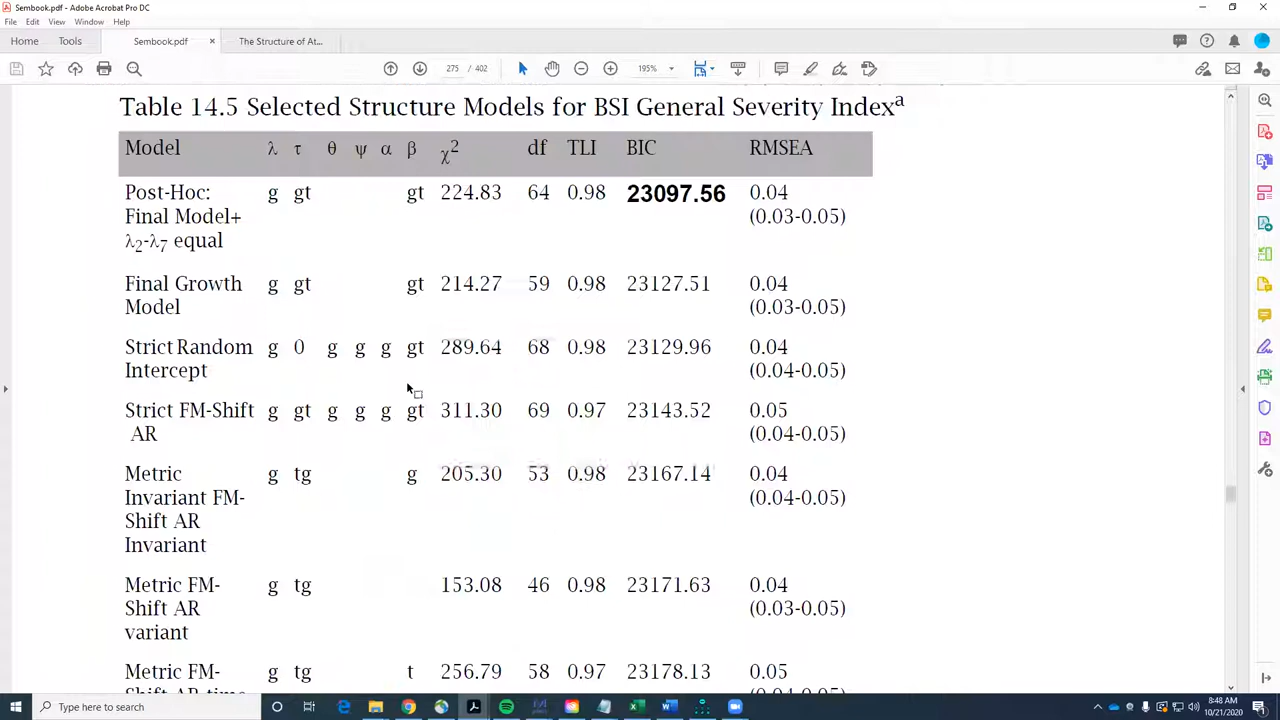 Sembook.pdf - Adobe Acrobat Pro DC
File Edit View Window Help
Home Tools Sembook.pdf × The Structure of At...
275 / 402 195%
Table 14.5 Selected Structure Models for BSI General Severity Indexᵃ
Model λ τ θ ψ α β χ² df TLI BIC RMSEA
Post-Hoc: g gt gt 224.83 64 0.98 23097.56 0.04
Final Model+ (0.03-0.05)
λ₂-λ₇ equal
Final Growth g gt gt 214.27 59 0.98 23127.51 0.04
Model (0.03-0.05)
Strict Random g 0 g g g gt 289.64 68 0.98 23129.96 0.04
Intercept (0.04-0.05)
Strict FM-Shift g gt g g g gt 311.30 69 0.97 23143.52 0.05
AR (0.04-0.05)
Metric g tg g 205.30 53 0.98 23167.14 0.04
Invariant FM- (0.04-0.05)
Shift AR
Invariant
Metric FM- g tg 153.08 46 0.98 23171.63 0.04
Shift AR (0.03-0.05)
variant
Metric FM- g tg t 256.79 58 0.97 23178.13 0.05
Shift AR time (0.04-0.05)
Type here to search
8:48 AM
10/21/2020